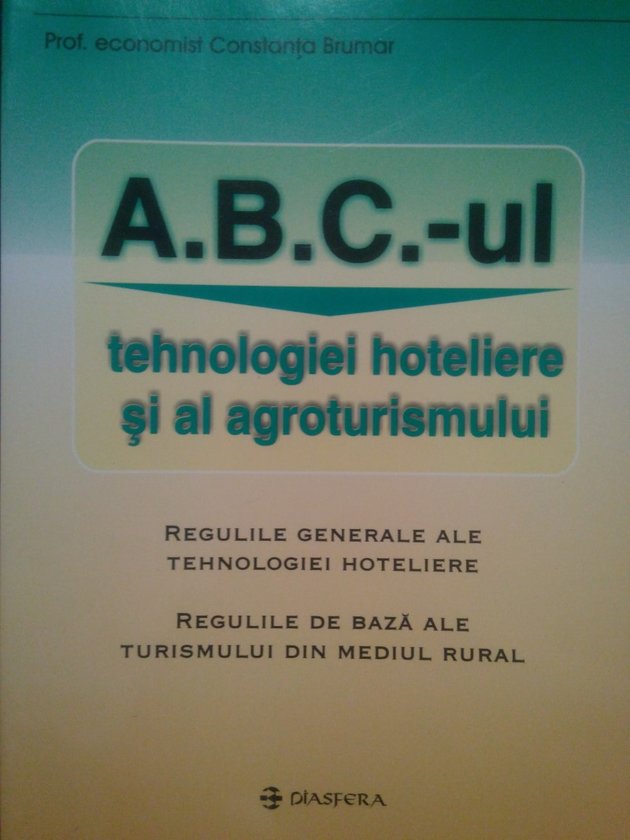 Prof. economist Constanța Brumar
A.B.C.-ul
tehnologiei hoteliere
și al agroturismului
REGULILE GENERALE ALE
TEHNOLOGIEI HOTELIERE
REGULILE DE BAZĂ ALE
TURISMULUI DIN MEDIUL RURAL
DIASFERA